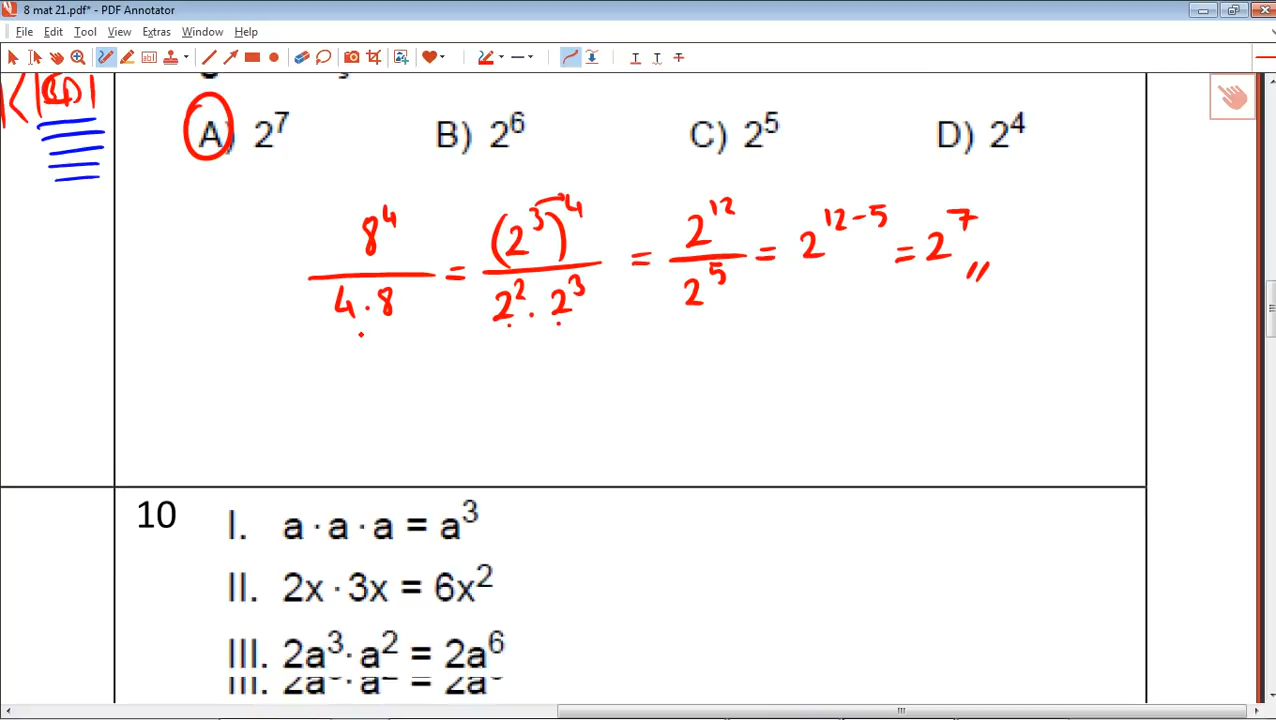 8 mat 21.pdf* - PDF Annotator
File Edit Tool View Extras Window Help
A) 2^7 B) 2^6 C) 2^5 D) 2^4
8^4 / 4 · 8 = (2^3)^4 / 2^2 · 2^3 = 2^12 / 2^5 = 2^12-5 = 2^7 //
10
I. a · a · a = a^3
II. 2x · 3x = 6x^2
III. 2a^3 · a^2 = 2a^6